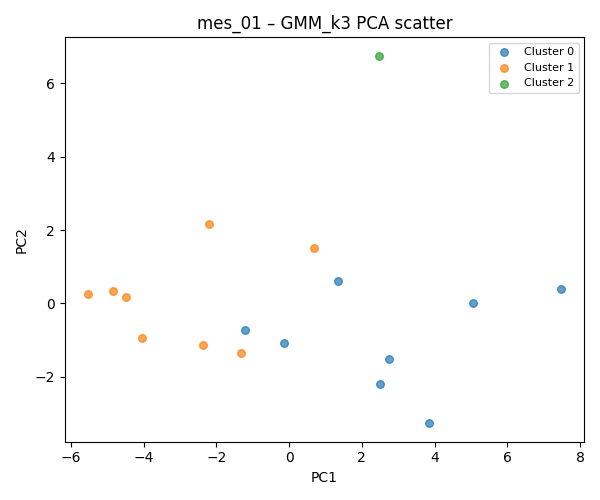 mes_01 – GMM_k3 PCA scatter
Cluster 0
Cluster 1
Cluster 2
PC2
6
4
2
0
−2
−6
−4
−2
0
2
4
6
8
PC1